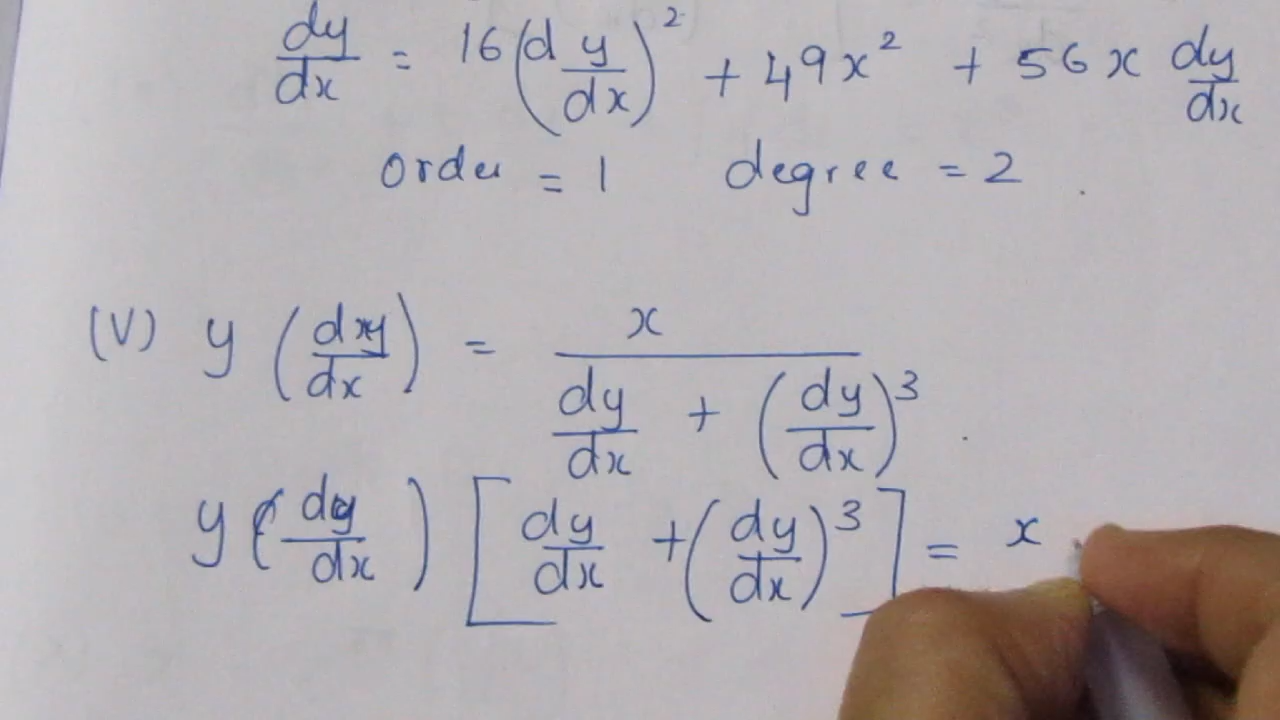 dy/dx = 16(dy/dx)² + 49x² + 56x dy/dx
order = 1 degree = 2
(V) y (dxy/dx) = x / (dy/dx + (dy/dx)³)
y (dy/dx) [dy/dx + (dy/dx)³] = x